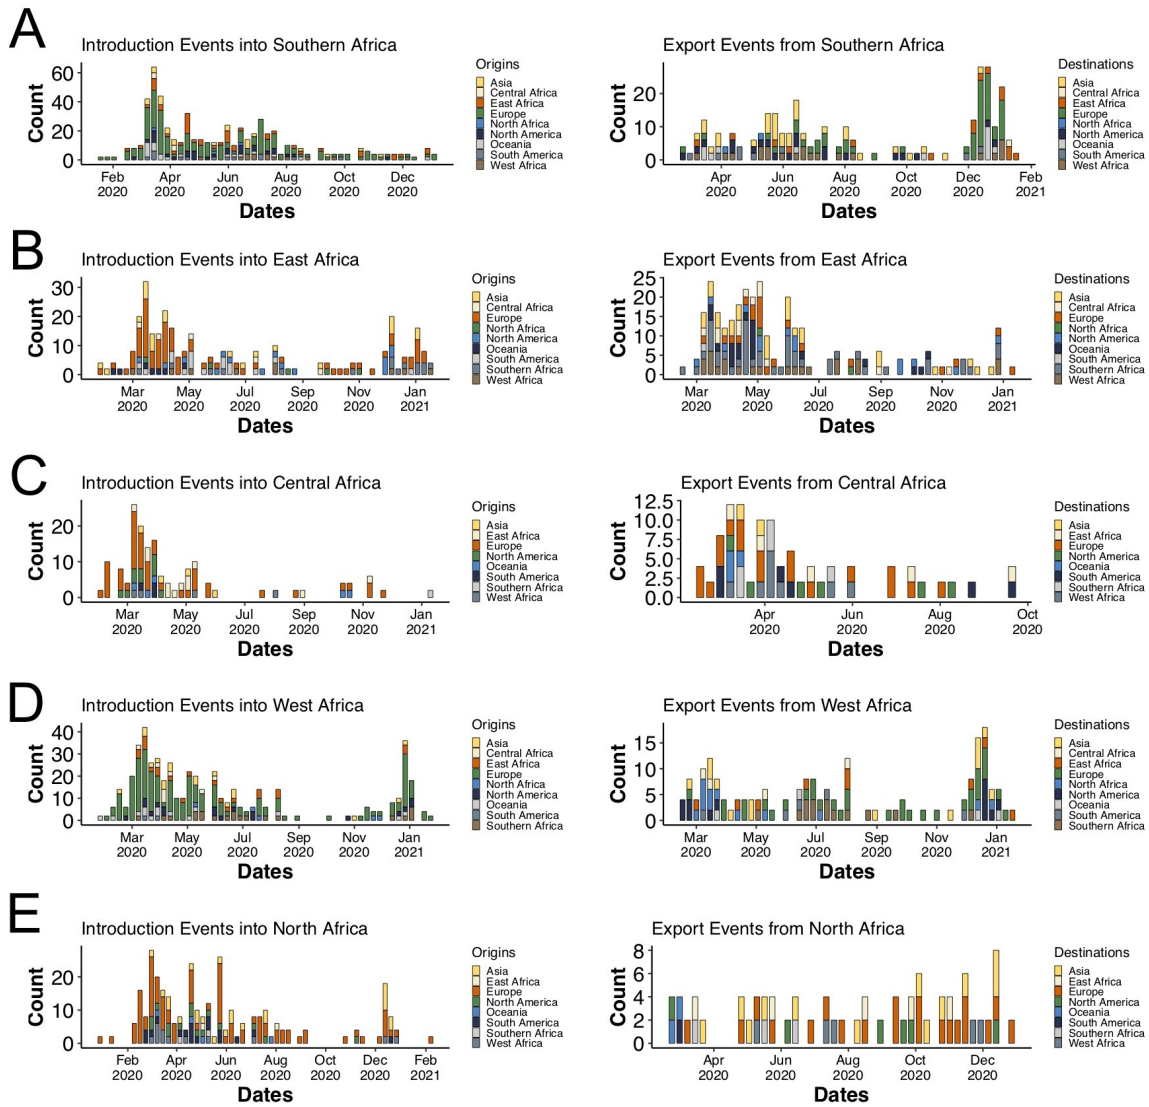 A
Introduction Events into Southern Africa
Count
60
40
20
0
Feb 2020
Apr 2020
Jun 2020
Aug 2020
Oct 2020
Dec 2020
Dates
Origins
Asia
Central Africa
East Africa
Europe
North Africa
North America
Oceania
South America
West Africa
Export Events from Southern Africa
Count
20
10
0
Apr 2020
Jun 2020
Aug 2020
Oct 2020
Dec 2020
Feb 2021
Dates
Destinations
Asia
Central Africa
East Africa
Europe
North Africa
North America
Oceania
South America
West Africa
B
Introduction Events into East Africa
Count
30
20
10
0
Mar 2020
May 2020
Jul 2020
Sep 2020
Nov 2020
Jan 2021
Dates
Origins
Asia
Central Africa
Europe
North Africa
North America
Oceania
South America
Southern Africa
West Africa
Export Events from East Africa
Count
25
20
15
10
5
0
Mar 2020
May 2020
Jul 2020
Sep 2020
Nov 2020
Jan 2021
Dates
Destinations
Asia
Central Africa
Europe
North Africa
North America
Oceania
South America
Southern Africa
West Africa
C
Introduction Events into Central Africa
Count
20
10
0
Mar 2020
May 2020
Jul 2020
Sep 2020
Nov 2020
Jan 2021
Dates
Origins
Asia
East Africa
Europe
North America
Oceania
South America
Southern Africa
West Africa
Export Events from Central Africa
Count
12.5
10.0
7.5
5.0
2.5
0.0
Apr 2020
Jun 2020
Aug 2020
Oct 2020
Dates
Destinations
Asia
East Africa
Europe
North America
Oceania
South America
Southern Africa
West Africa
D
Introduction Events into West Africa
Count
40
30
20
10
0
Mar 2020
May 2020
Jul 2020
Sep 2020
Nov 2020
Jan 2021
Dates
Origins
Asia
Central Africa
East Africa
Europe
North Africa
North America
Oceania
South America
Southern Africa
Export Events from West Africa
Count
15
10
5
0
Mar 2020
May 2020
Jul 2020
Sep 2020
Nov 2020
Jan 2021
Dates
Destinations
Asia
Central Africa
East Africa
Europe
North Africa
North America
Oceania
South America
Southern Africa
E
Introduction Events into North Africa
Count
20
10
0
Feb 2020
Apr 2020
Jun 2020
Aug 2020
Oct 2020
Dec 2020
Feb 2021
Dates
Origins
Asia
East Africa
Europe
North America
Oceania
South America
Southern Africa
West Africa
Export Events from North Africa
Count
8
6
4
2
0
Apr 2020
Jun 2020
Aug 2020
Oct 2020
Dec 2020
Dates
Destinations
Asia
East Africa
Europe
North America
Oceania
South America
Southern Africa
West Africa